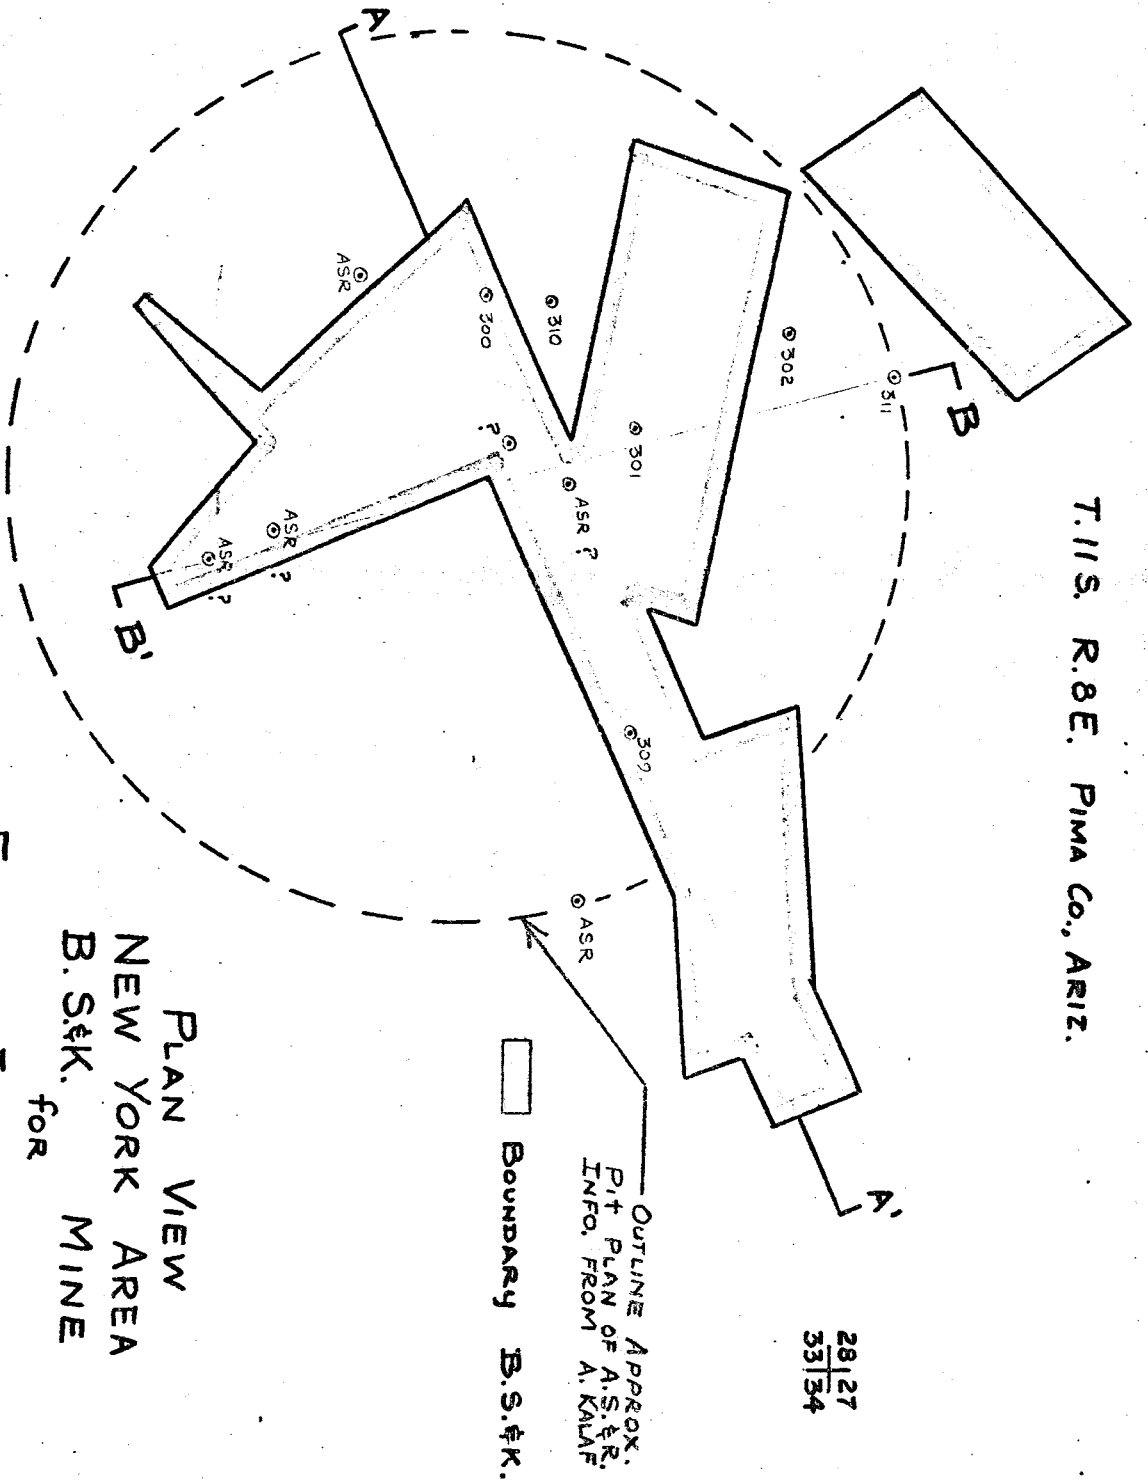 T.11 S. R.8E. PIMA CO., ARIZ.
28 27
33 34
A
A'
B
B'
311
302
310
301
300
309
ASR
ASR ?
?
ASR
?
ASR
?
ASR
OUTLINE APPROX.
PIT PLAN OF A.S.&R.
INFO. FROM A. KALAF
BOUNDARY B.S.&K.
PLAN VIEW
NEW YORK AREA
B.S.&K. MINE
FOR